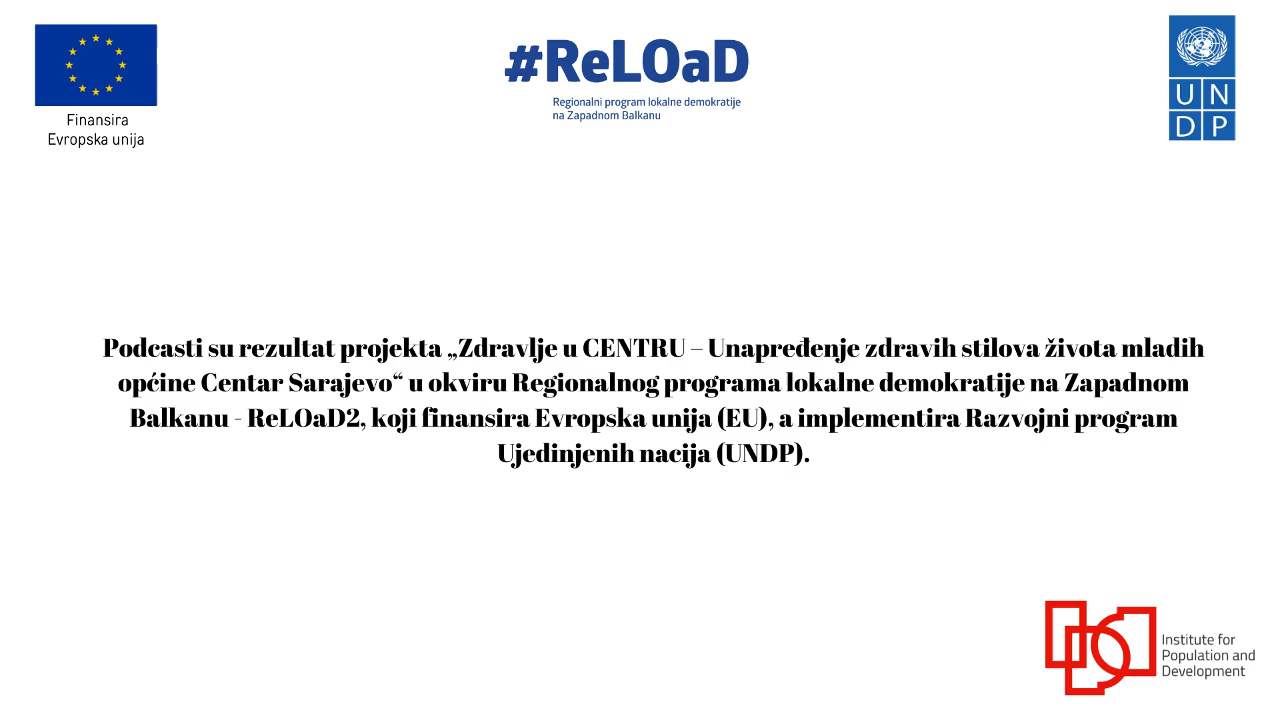 #ReLOaD
Regionalni program lokalne demokratije
na Zapadnom Balkanu
Finansira
Evropska unija
U N
D P
Podcasti su rezultat projekta „Zdravlje u CENTRU – Unapređenje zdravih stilova života mladih
općine Centar Sarajevo“ u okviru Regionalnog programa lokalne demokratije na Zapadnom
Balkanu - ReLOaD2, koji finansira Evropska unija (EU), a implementira Razvojni program
Ujedinjenih nacija (UNDP).
Institute for
Population and
Development